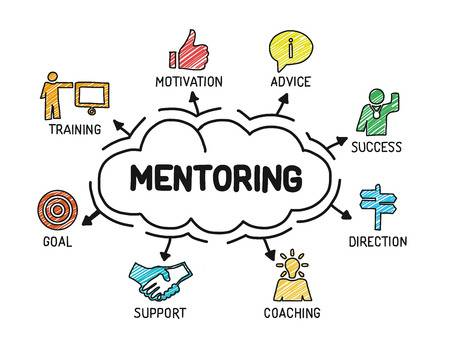 MOTIVATION
ADVICE
TRAINING
SUCCESS
MENTORING
GOAL
DIRECTION
SUPPORT
COACHING